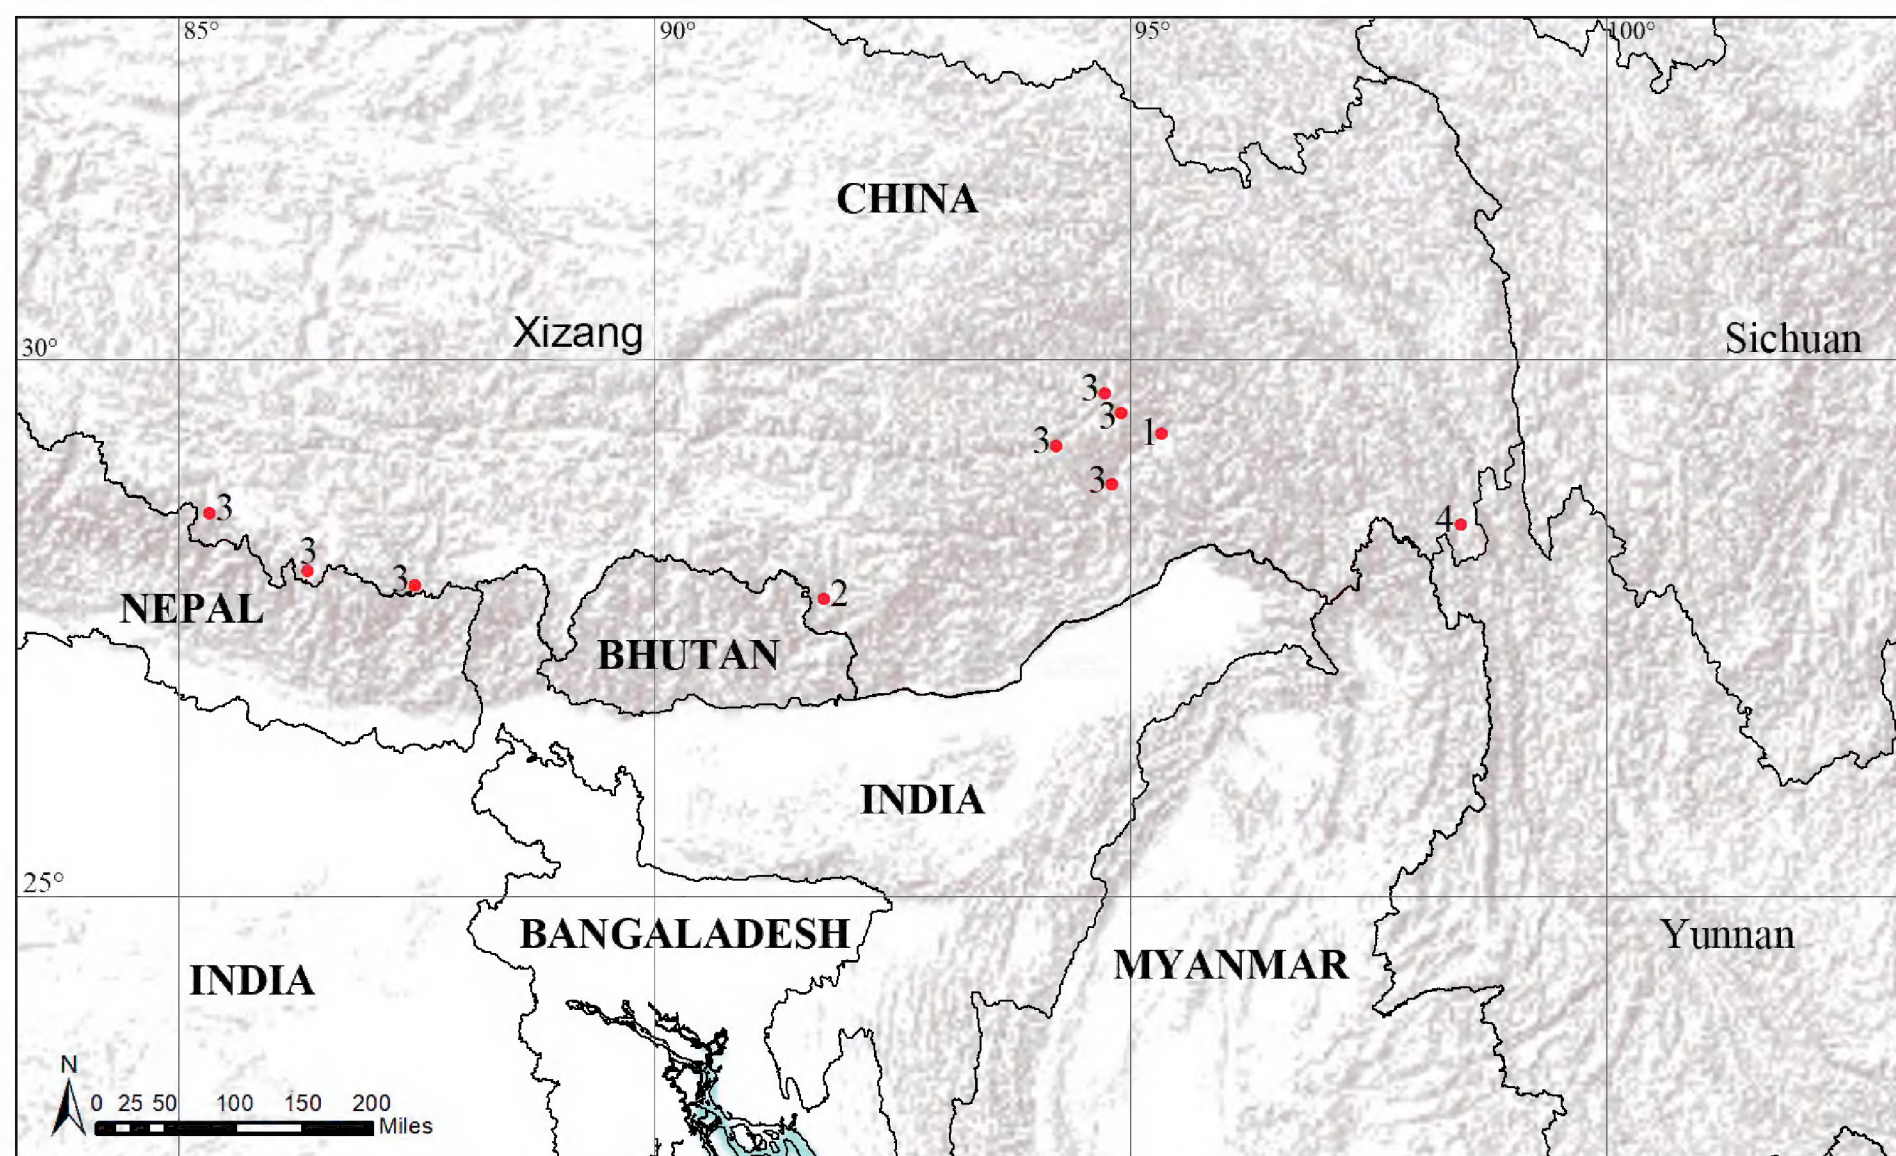 85°
90°
95°
100°
CHINA
Xizang
Sichuan
30°
3
3
1
3
3
3
4
3
3
2
NEPAL
BHUTAN
INDIA
25°
BANGALADESH
Yunnan
MYANMAR
INDIA
N
0 25 50 100 150 200
Miles